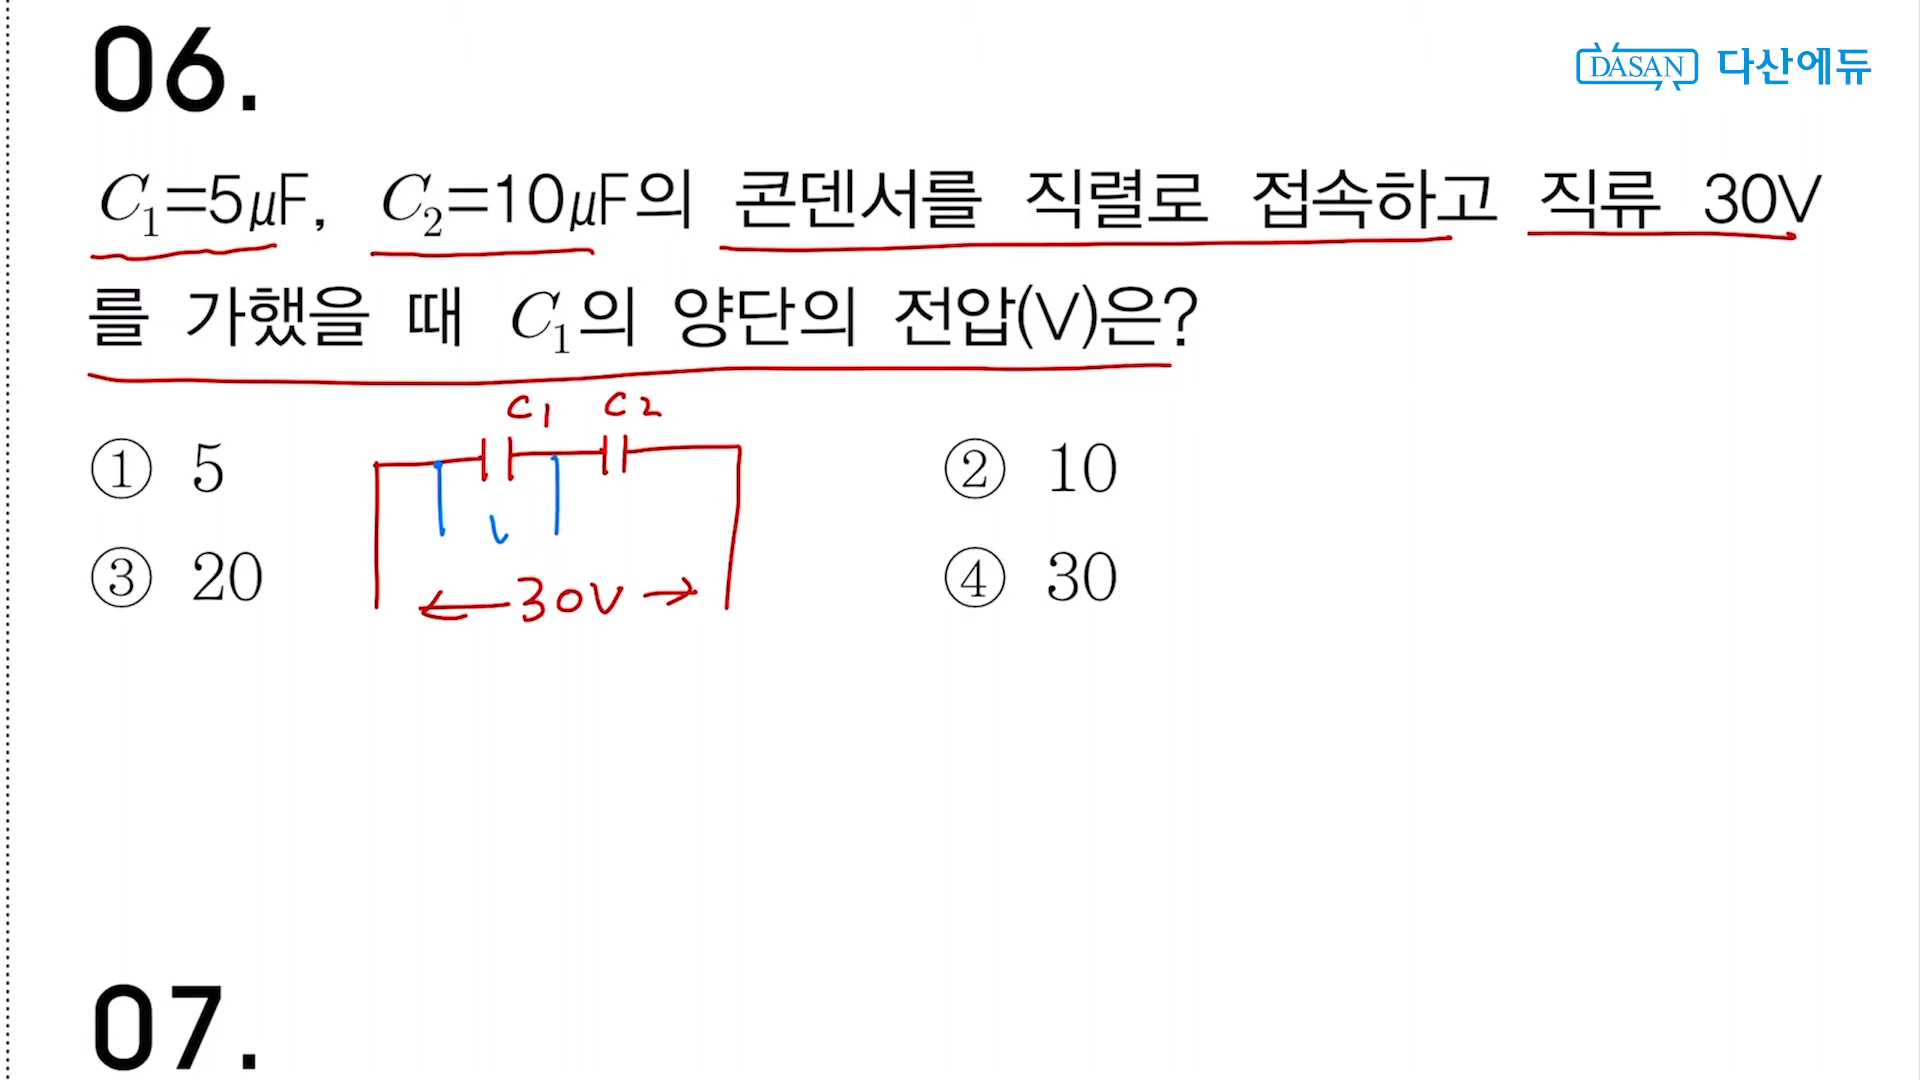 06.
DASAN 다산에듀
C₁=5㎌, C₂=10㎌의 콘덴서를 직렬로 접속하고 직류 30V
를 가했을 때 C₁의 양단의 전압(V)은?
C1 C2
① 5
② 10
V
③ 20
30V
④ 30
07.